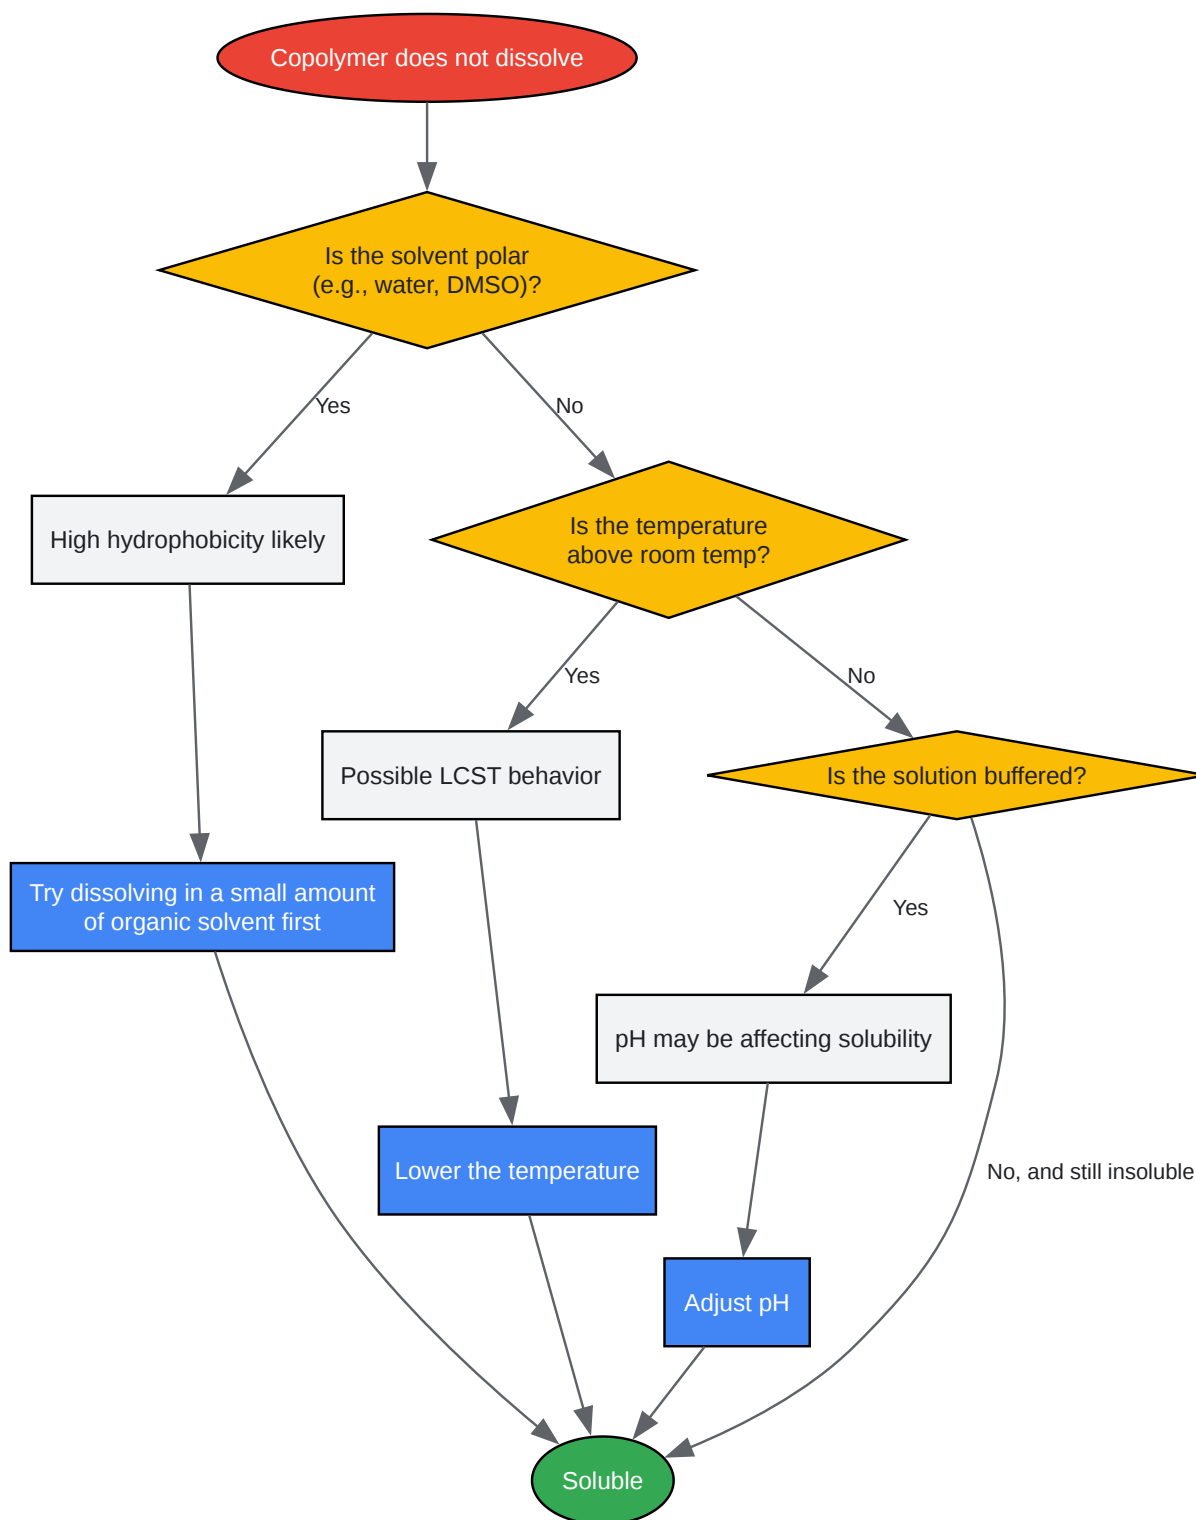 Copolymer does not dissolve
Is the solvent polar
(e.g., water, DMSO)?
Yes
No
High hydrophobicity likely
Is the temperature
above room temp?
Yes
No
Possible LCST behavior
Is the solution buffered?
Try dissolving in a small amount
of organic solvent first
Yes
pH may be affecting solubility
Lower the temperature
No, and still insoluble
Adjust pH
Soluble